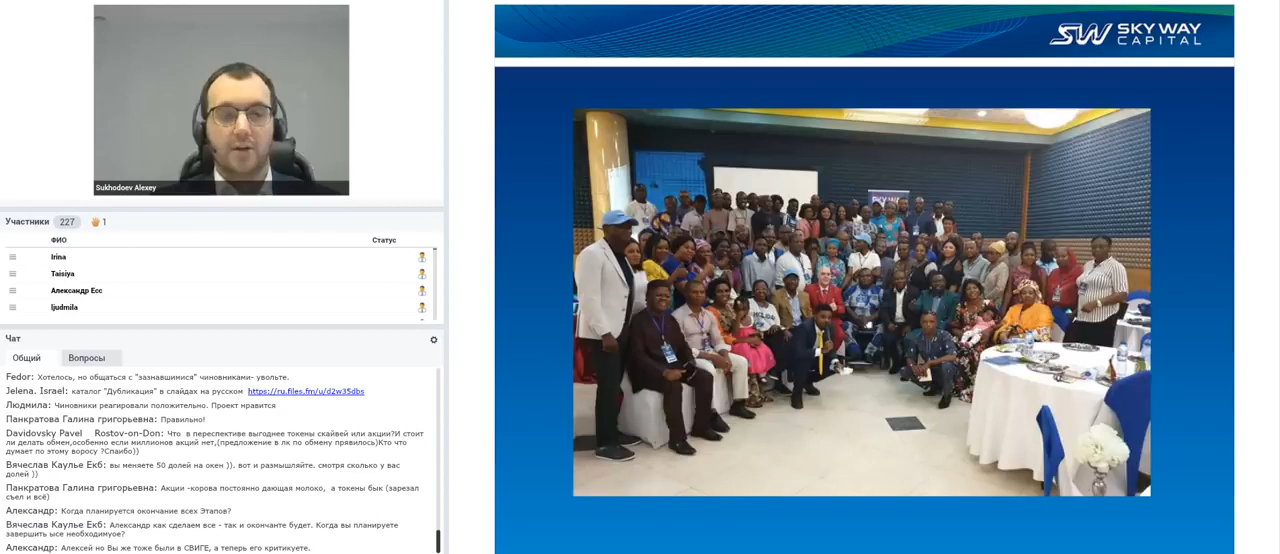 Sukhodoev Alexey
Участники 227 1
ФИО Статус
Irina
Taisiya
Александр Есс
ljudmila
Чат
Общий Вопросы
Fedor: Хотелось, но общаться с "зазнавшимися" чиновниками- увольте.
Jelena. Israel: каталог "Дубликация" в слайдах на русском https://ru.files.fm/u/d2w35dbs
Людмила: Чиновники реагировали положительно. Проект нравится
Панкратова Галина григорьевна: Правильно!
Davidovsky Pavel Rostov-on-Don: Что в переспективе выгоднее токены скайвей или акции?И стоит
ли делать обмен,особенно если миллионов акций нет,(предложение в лк по обмену прявилось)Кто что
думает по этому воросу ?Спаибо))
Вячеслав Каулье Екб: вы меняете 50 долей на окен )). вот и размышляйте. смотря сколько у вас
долей ))
Панкратова Галина григорьевна: Акции -корова постоянно дающая молоко, а токены бык (зарезал
съел и всё)
Александр: Когда планируется окончание всех Этапов?
Вячеслав Каулье Екб: Александр как сделаем все - так и окончанте будет. Когда вы планируете
завершить ысе необходимуое?
Александр: Алексей но Вы же тоже были в СВИГЕ, а теперь его критикуете.
SW SKY WAY
CAPITAL
SKY WAY